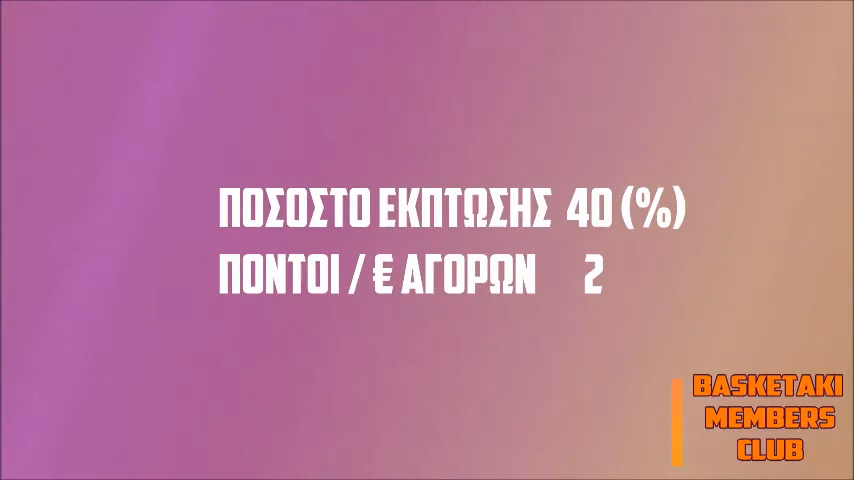 ΠΟΣΟΣΤΟ ΕΚΠΤΩΣΗΣ 40 (%)
ΠΟΝΤΟΙ / € ΑΓΟΡΩΝ 2
BASKETAKI
MEMBERS
CLUB